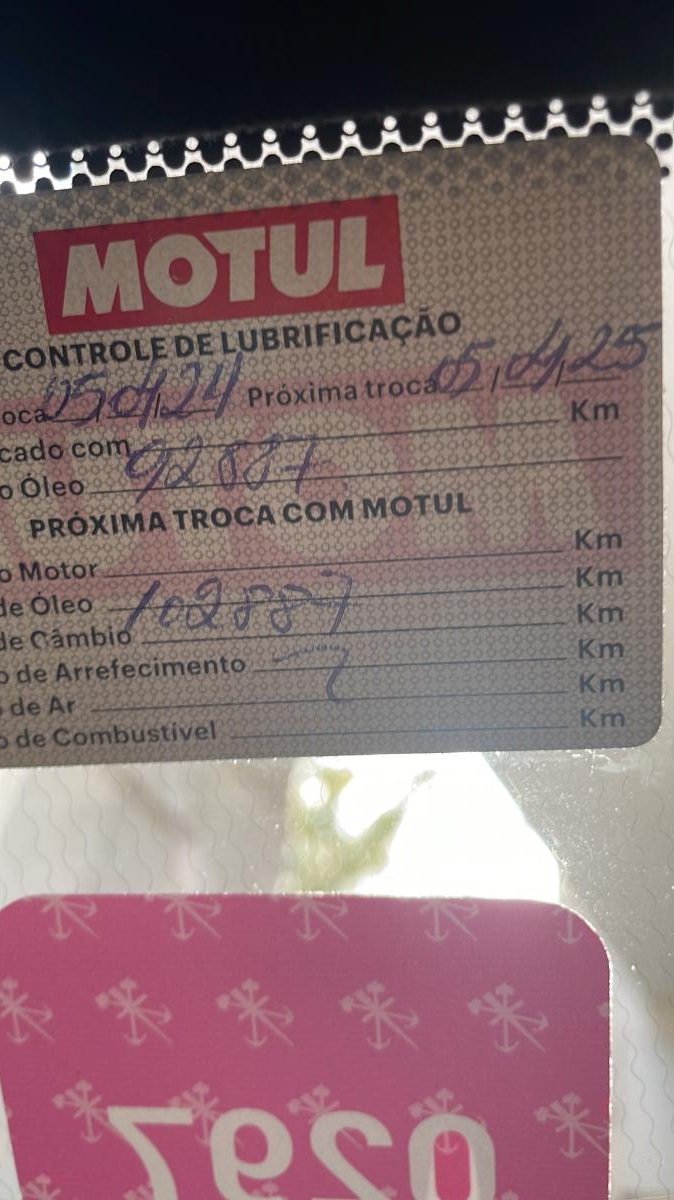 MOTUL
CONTROLE DE LUBRIFICAÇÃO
oca 05/04/24 Próxima troca 05/04/25
cado com Km
o Óleo 92887
PRÓXIMA TROCA COM MOTUL
o Motor Km
de Óleo 102887 Km
de Câmbio Km
o de Arrefecimento Km
o de Ar Km
o de Combustível Km
0297